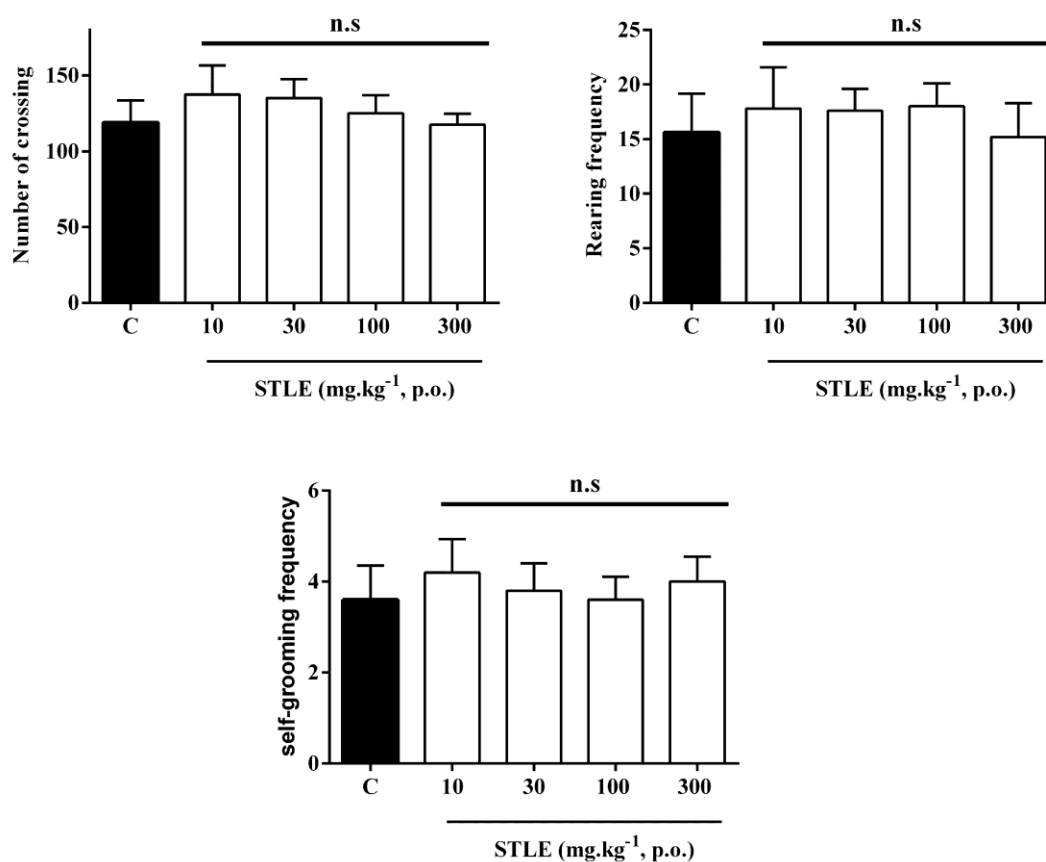 n.s
Number of crossing
150
100
50
0
C 10 30 100 300
STLE (mg.kg⁻¹, p.o.)
n.s
Rearing frequency
25
20
15
10
5
0
C 10 30 100 300
STLE (mg.kg⁻¹, p.o.)
n.s
self-grooming frequency
6
4
2
0
C 10 30 100 300
STLE (mg.kg⁻¹, p.o.)